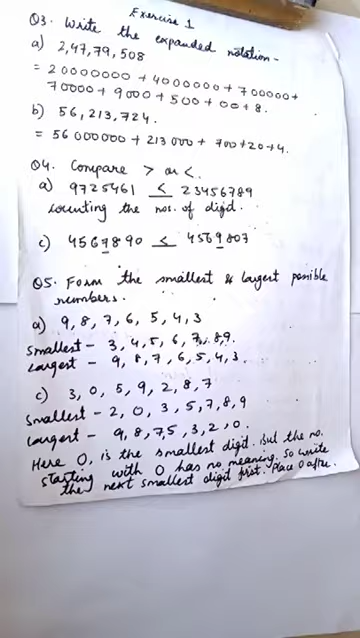 Exercise 1
Q3. Write the expanded notation -
a) 2,47,79,508
= 20000000 + 4000000 + 700000+
70000 + 9000 + 500 + 00 + 8.
b) 56,213,724.
= 56 000000 + 213 000 + 700+20+4.
Q4. Compare > or <.
a) 9725461 < 23456789
counting the nos. of digid.
c) 4567890 < 4569807
Q5. Form the smallest & largest possible
numbers.
a) 9, 8, 7, 6, 5, 4, 3
Smallest - 3, 4, 5, 6, 7, 8, 9.
Largest - 9, 8, 7, 6, 5, 4, 3.
c) 3, 0, 5, 9, 2, 8, 7
Smallest - 2, 0, 3, 5, 7, 8, 9
Largest - 9, 8, 7, 5, 3, 2, 0.
Here 0, is the smallest digit. But the no.
starting with 0 has no meaning. So write
the next smallest digit first. Place 0 after.